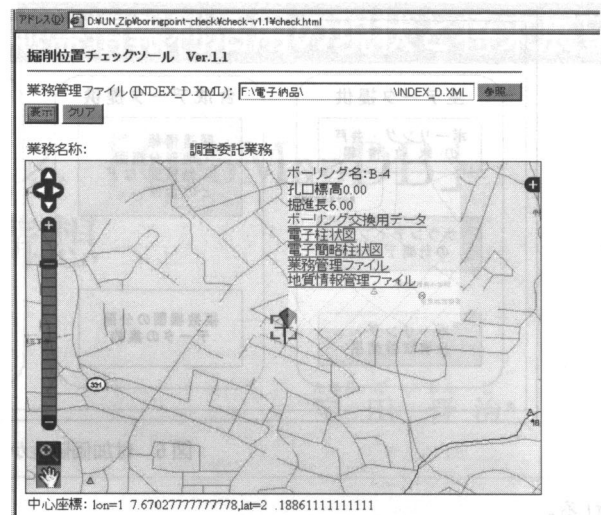 アドレス(D) D:¥UN_Zip¥boringpoint-check¥check-v1.1¥check.html
掘削位置チェックツール Ver.1.1
業務管理ファイル(INDEX_D.XML): F:¥電子納品¥ ¥INDEX_D.XML 参照...
表示 クリア
業務名称: 調査委託業務
ボーリング名:B-4
孔口標高0.00
掘進長6.00
ボーリング交換用データ
電子柱状図
電子簡略柱状図
業務管理ファイル
地質情報管理ファイル
中心座標: lon=1 7.67027777777778,lat=2 .18861111111111